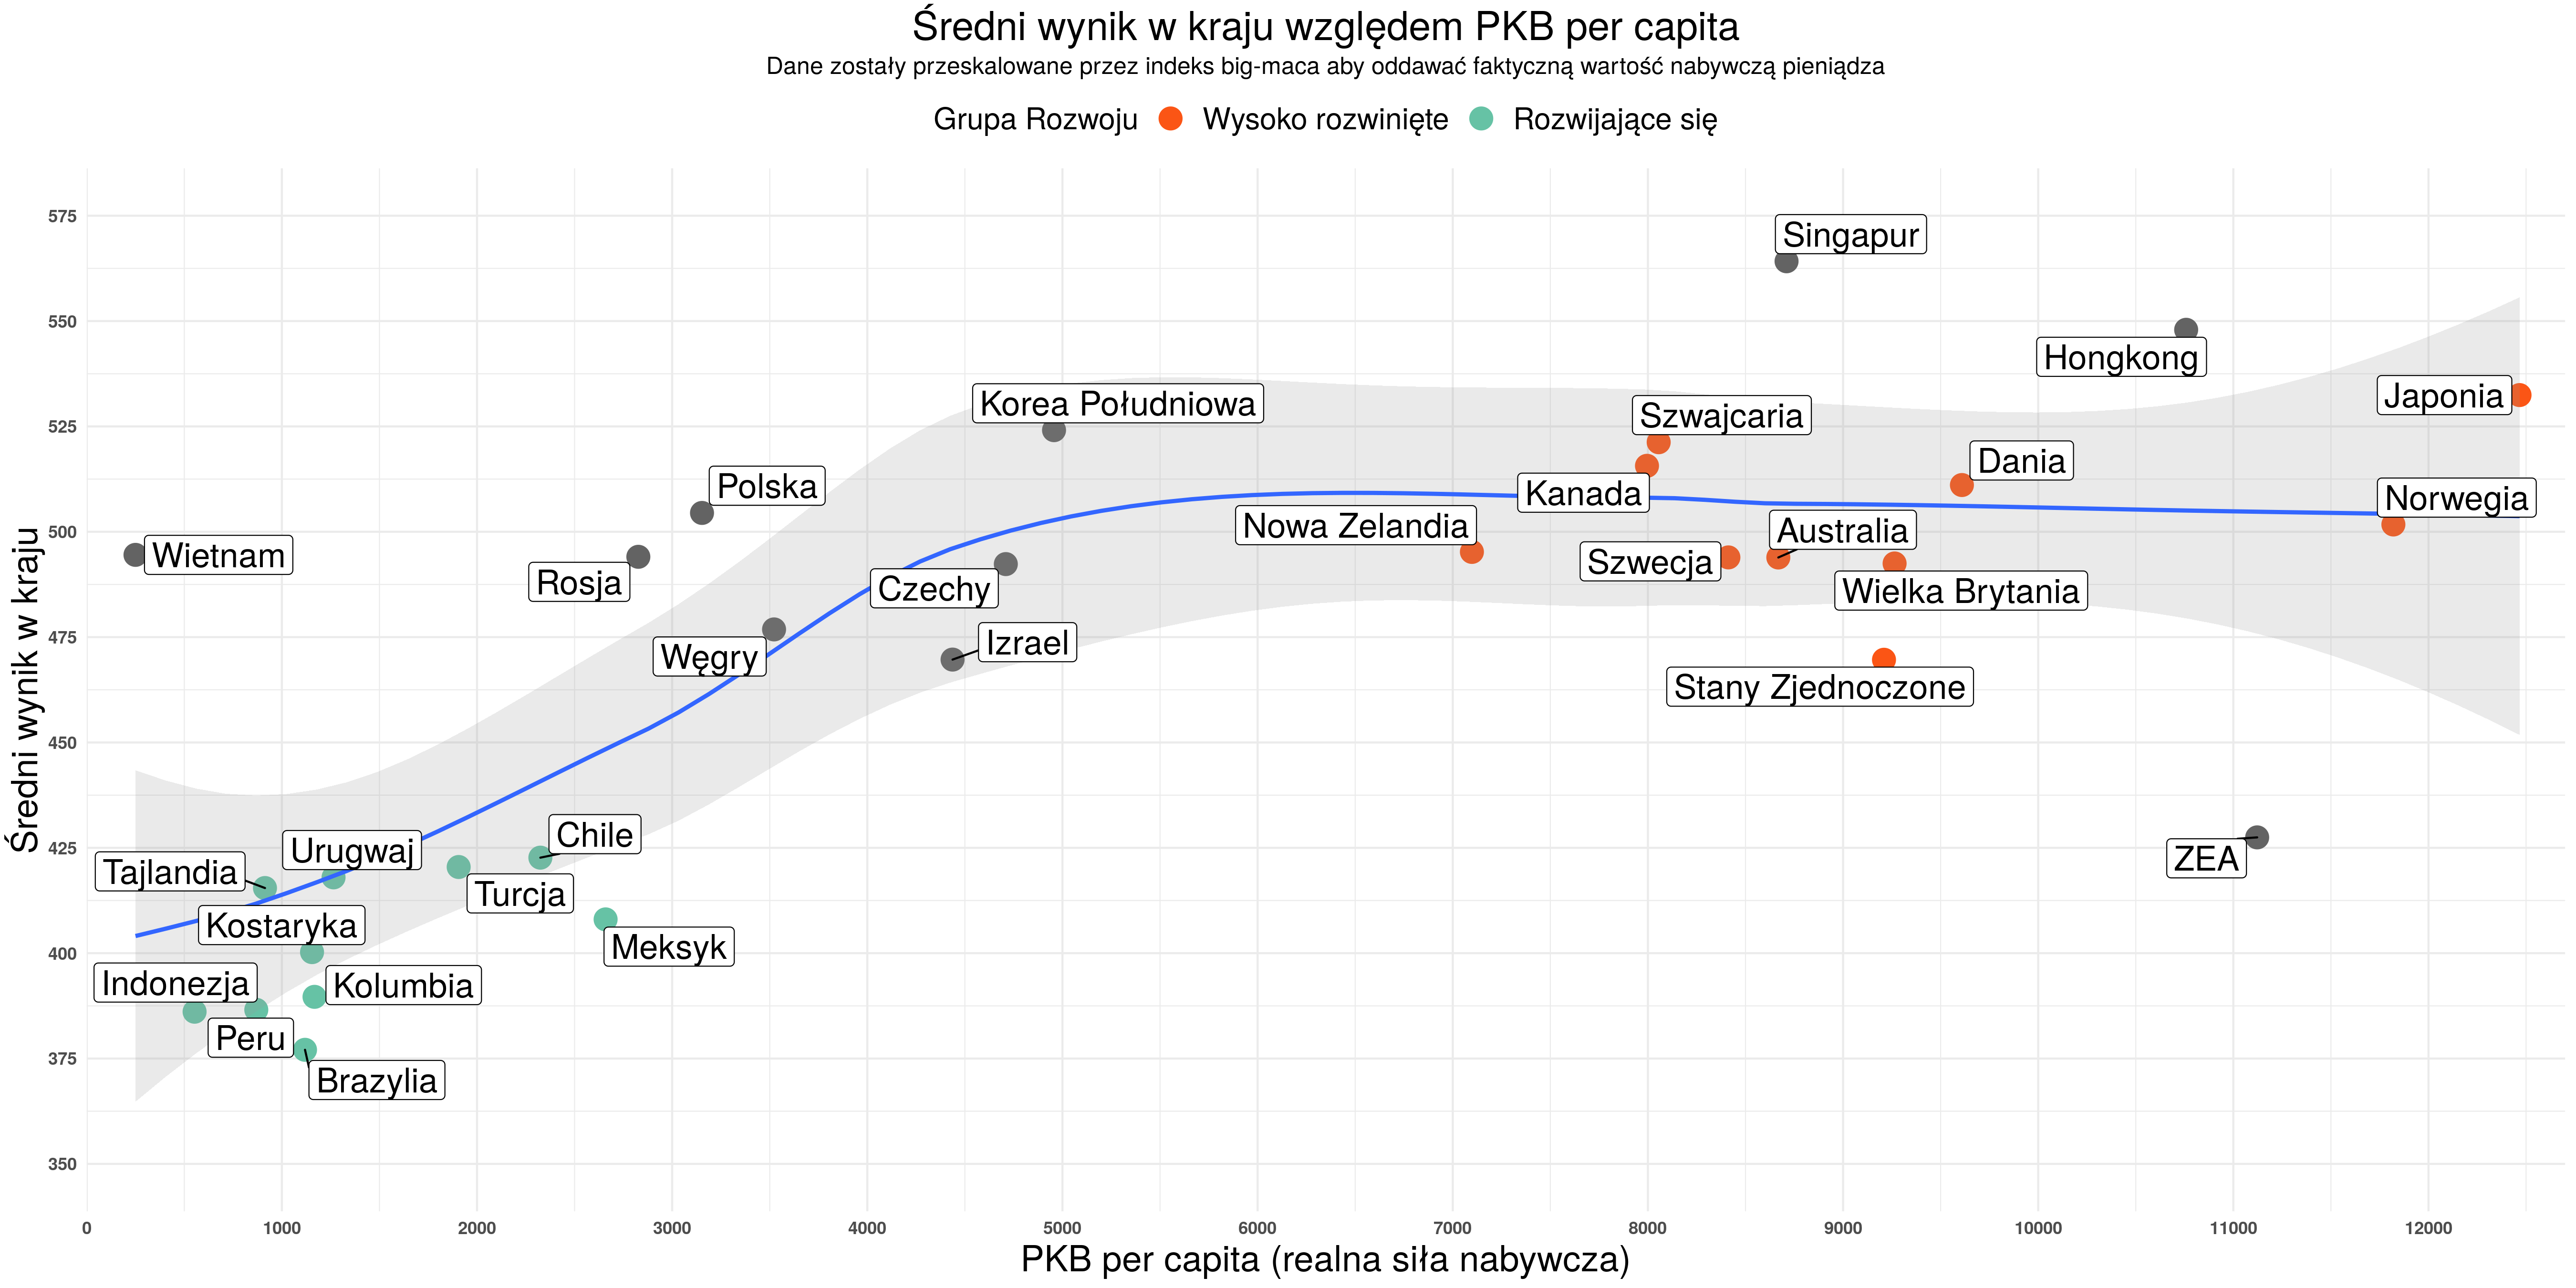 Średni wynik w kraju względem PKB per capita
Dane zostały przeskalowane przez indeks big-maca aby oddawać faktyczną wartość nabywczą pieniądza
Grupa Rozwoju Wysoko rozwinięte Rozwijające się
Średni wynik w kraju
575
550
525
500
475
450
425
400
375
350
Singapur
Hongkong
Japonia
Korea Południowa
Szwajcaria
Dania
Polska
Kanada
Norwegia
Nowa Zelandia
Australia
Wietnam
Szwecja
Rosja
Czechy
Wielka Brytania
Izrael
Węgry
Stany Zjednoczone
Chile
Urugwaj
ZEA
Tajlandia
Turcja
Kostaryka
Meksyk
Indonezja
Kolumbia
Peru
Brazylia
0 1000 2000 3000 4000 5000 6000 7000 8000 9000 10000 11000 12000
PKB per capita (realna siła nabywcza)